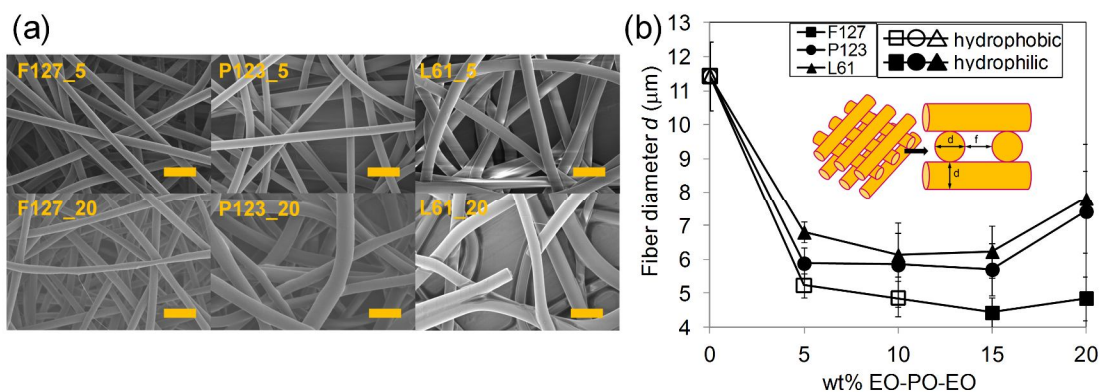 (a)
F127_5
P123_5
L61_5
F127_20
P123_20
L61_20
(b)
Fiber diameter d (μm)
13
12
11
10
9
8
7
6
5
4
0
5
10
15
20
wt% EO-PO-EO
F127
P123
L61
hydrophobic
hydrophilic
d
f
d